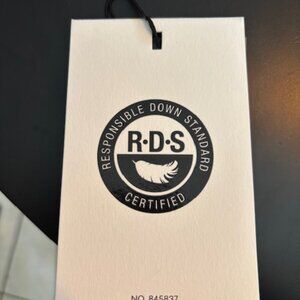 RESPONSIBLE DOWN STANDARD
R·D·S
CERTIFIED
NO. 845837